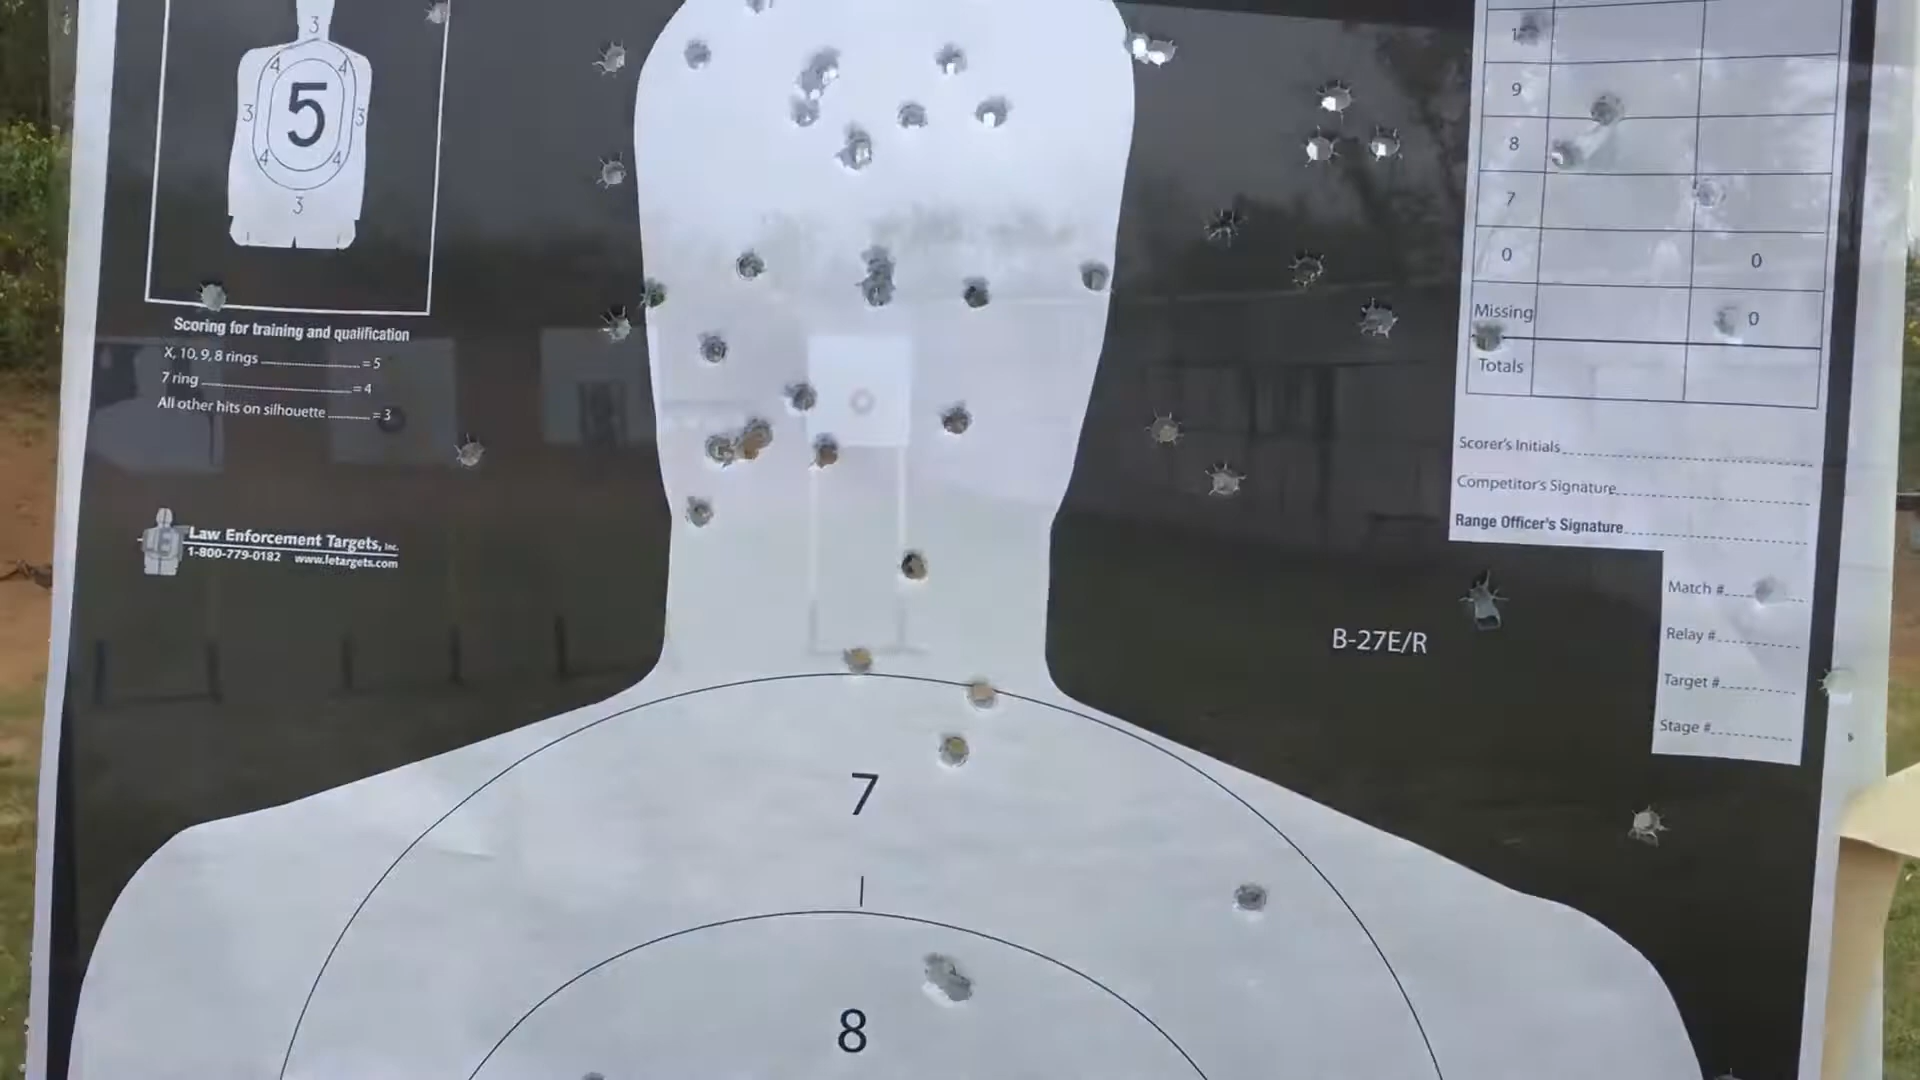 3
4 4
3 5 3
4 4
3
Scoring for training and qualification
X, 10, 9, 8 rings = 5
7 ring = 4
All other hits on silhouette = 3
Law Enforcement Targets, Inc.
1-800-779-0182 www.letargets.com
9
8
7
0 0
Missing 0
Totals
Scorer's Initials
Competitor's Signature
Range Officer's Signature
B-27E/R
Match #
Relay #
Target #
Stage #
7
8